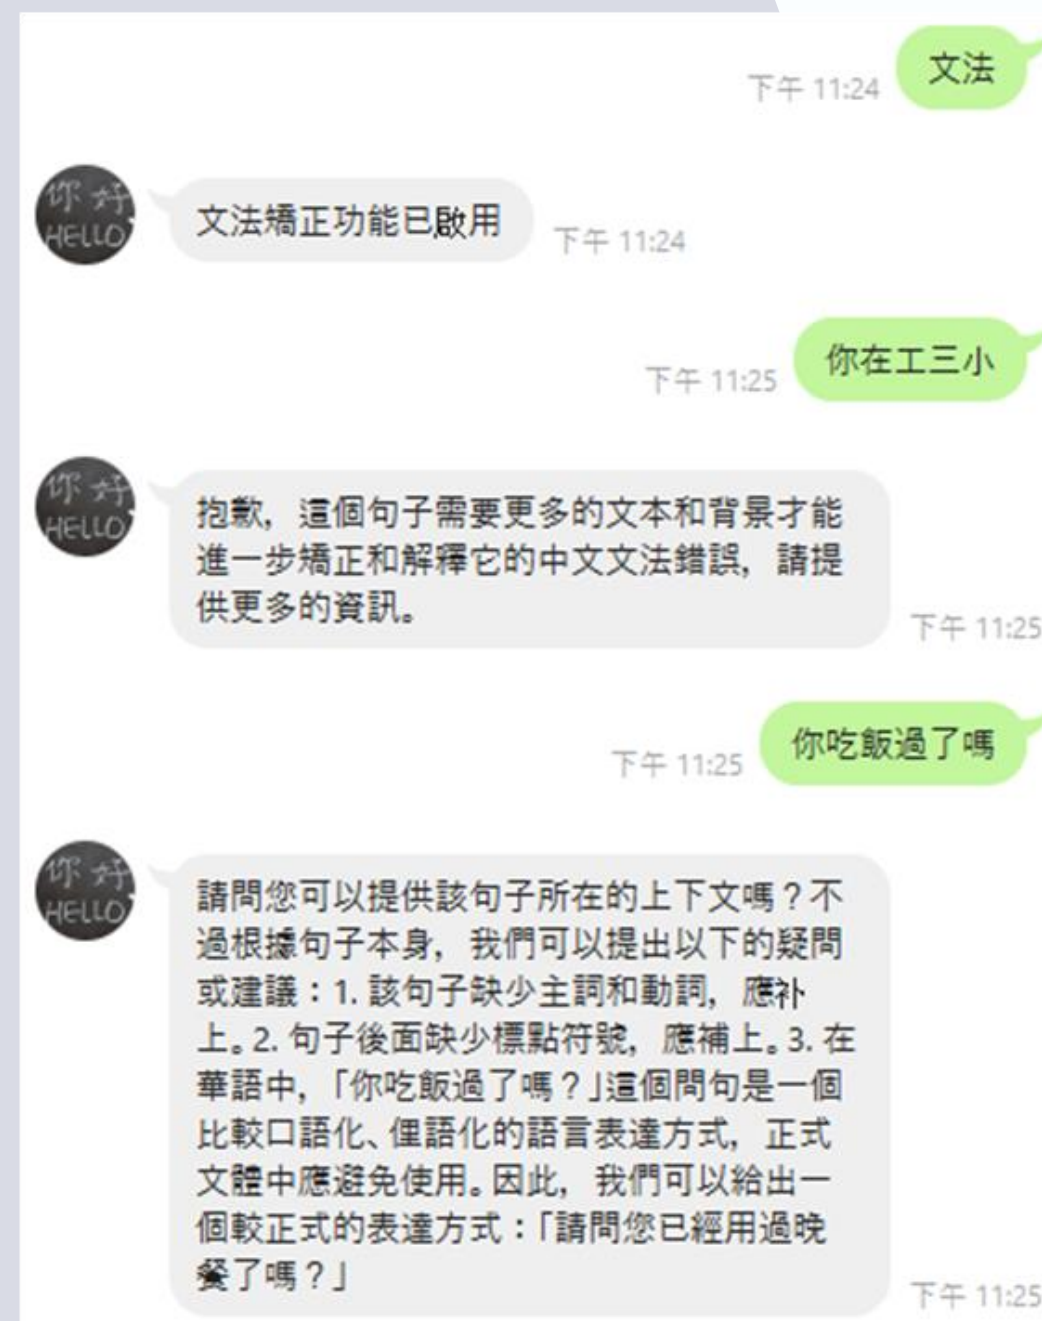 文法
下午 11:24
你 好
HELLO
文法矯正功能已啟用
下午 11:24
你在工三小
下午 11:25
你 好
HELLO
抱歉，這個句子需要更多的文本和背景才能
進一步矯正和解釋它的中文文法錯誤，請提
供更多的資訊。
下午 11:25
你吃飯過了嗎
下午 11:25
你 好
HELLO
請問您可以提供該句子所在的上下文嗎？不
過根據句子本身，我們可以提出以下的疑問
或建議：1. 該句子缺少主詞和動詞，應补
上。2. 句子後面缺少標點符號，應補上。3. 在
華語中，「你吃飯過了嗎？」這個問句是一個
比較口語化、俚語化的語言表達方式，正式
文體中應避免使用。因此，我們可以給出一
個較正式的表達方式：「請問您已經用過晚
餐了嗎？」
下午 11:25